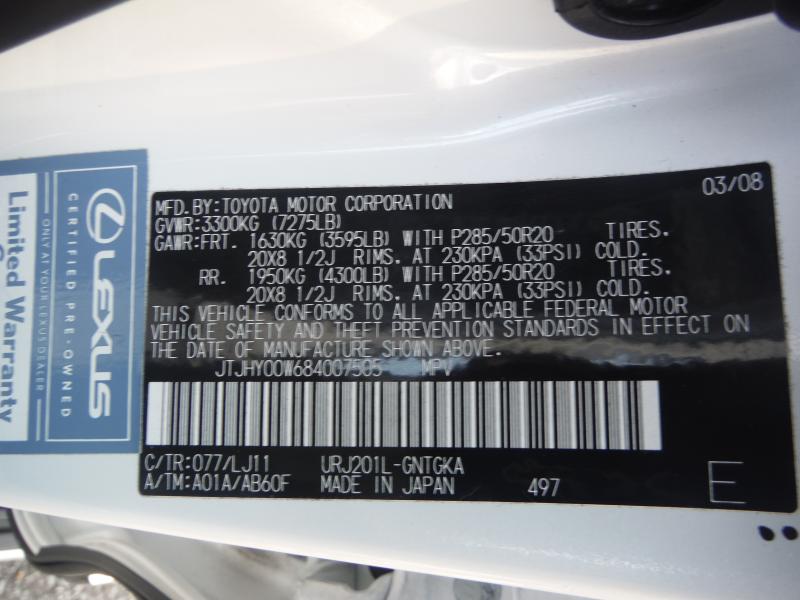 03/08
MFD.BY:TOYOTA MOTOR CORPORATION
GVWR:3300KG (7275LB)
GAWR:FRT. 1630KG (3595LB) WITH P285/50R20 TIRES.
20X8 1/2J RIMS. AT 230KPA (33PSI) COLD.
RR. 1950KG (4300LB) WITH P285/50R20 TIRES.
20X8 1/2J RIMS. AT 230KPA (33PSI) COLD.
THIS VEHICLE CONFORMS TO ALL APPLICABLE FEDERAL MOTOR
VEHICLE SAFETY AND THEFT PREVENTION STANDARDS IN EFFECT ON
THE DATE OF MANUFACTURE SHOWN ABOVE.
JTJHY00W684007505 MPV
C/TR:077/LJ11 URJ201L-GNTGKA
A/TM:A01A/AB60F MADE IN JAPAN 497 E
LEXUS
CERTIFIED PRE-OWNED
ONLY AT YOUR LEXUS DEALER
Limited Warranty